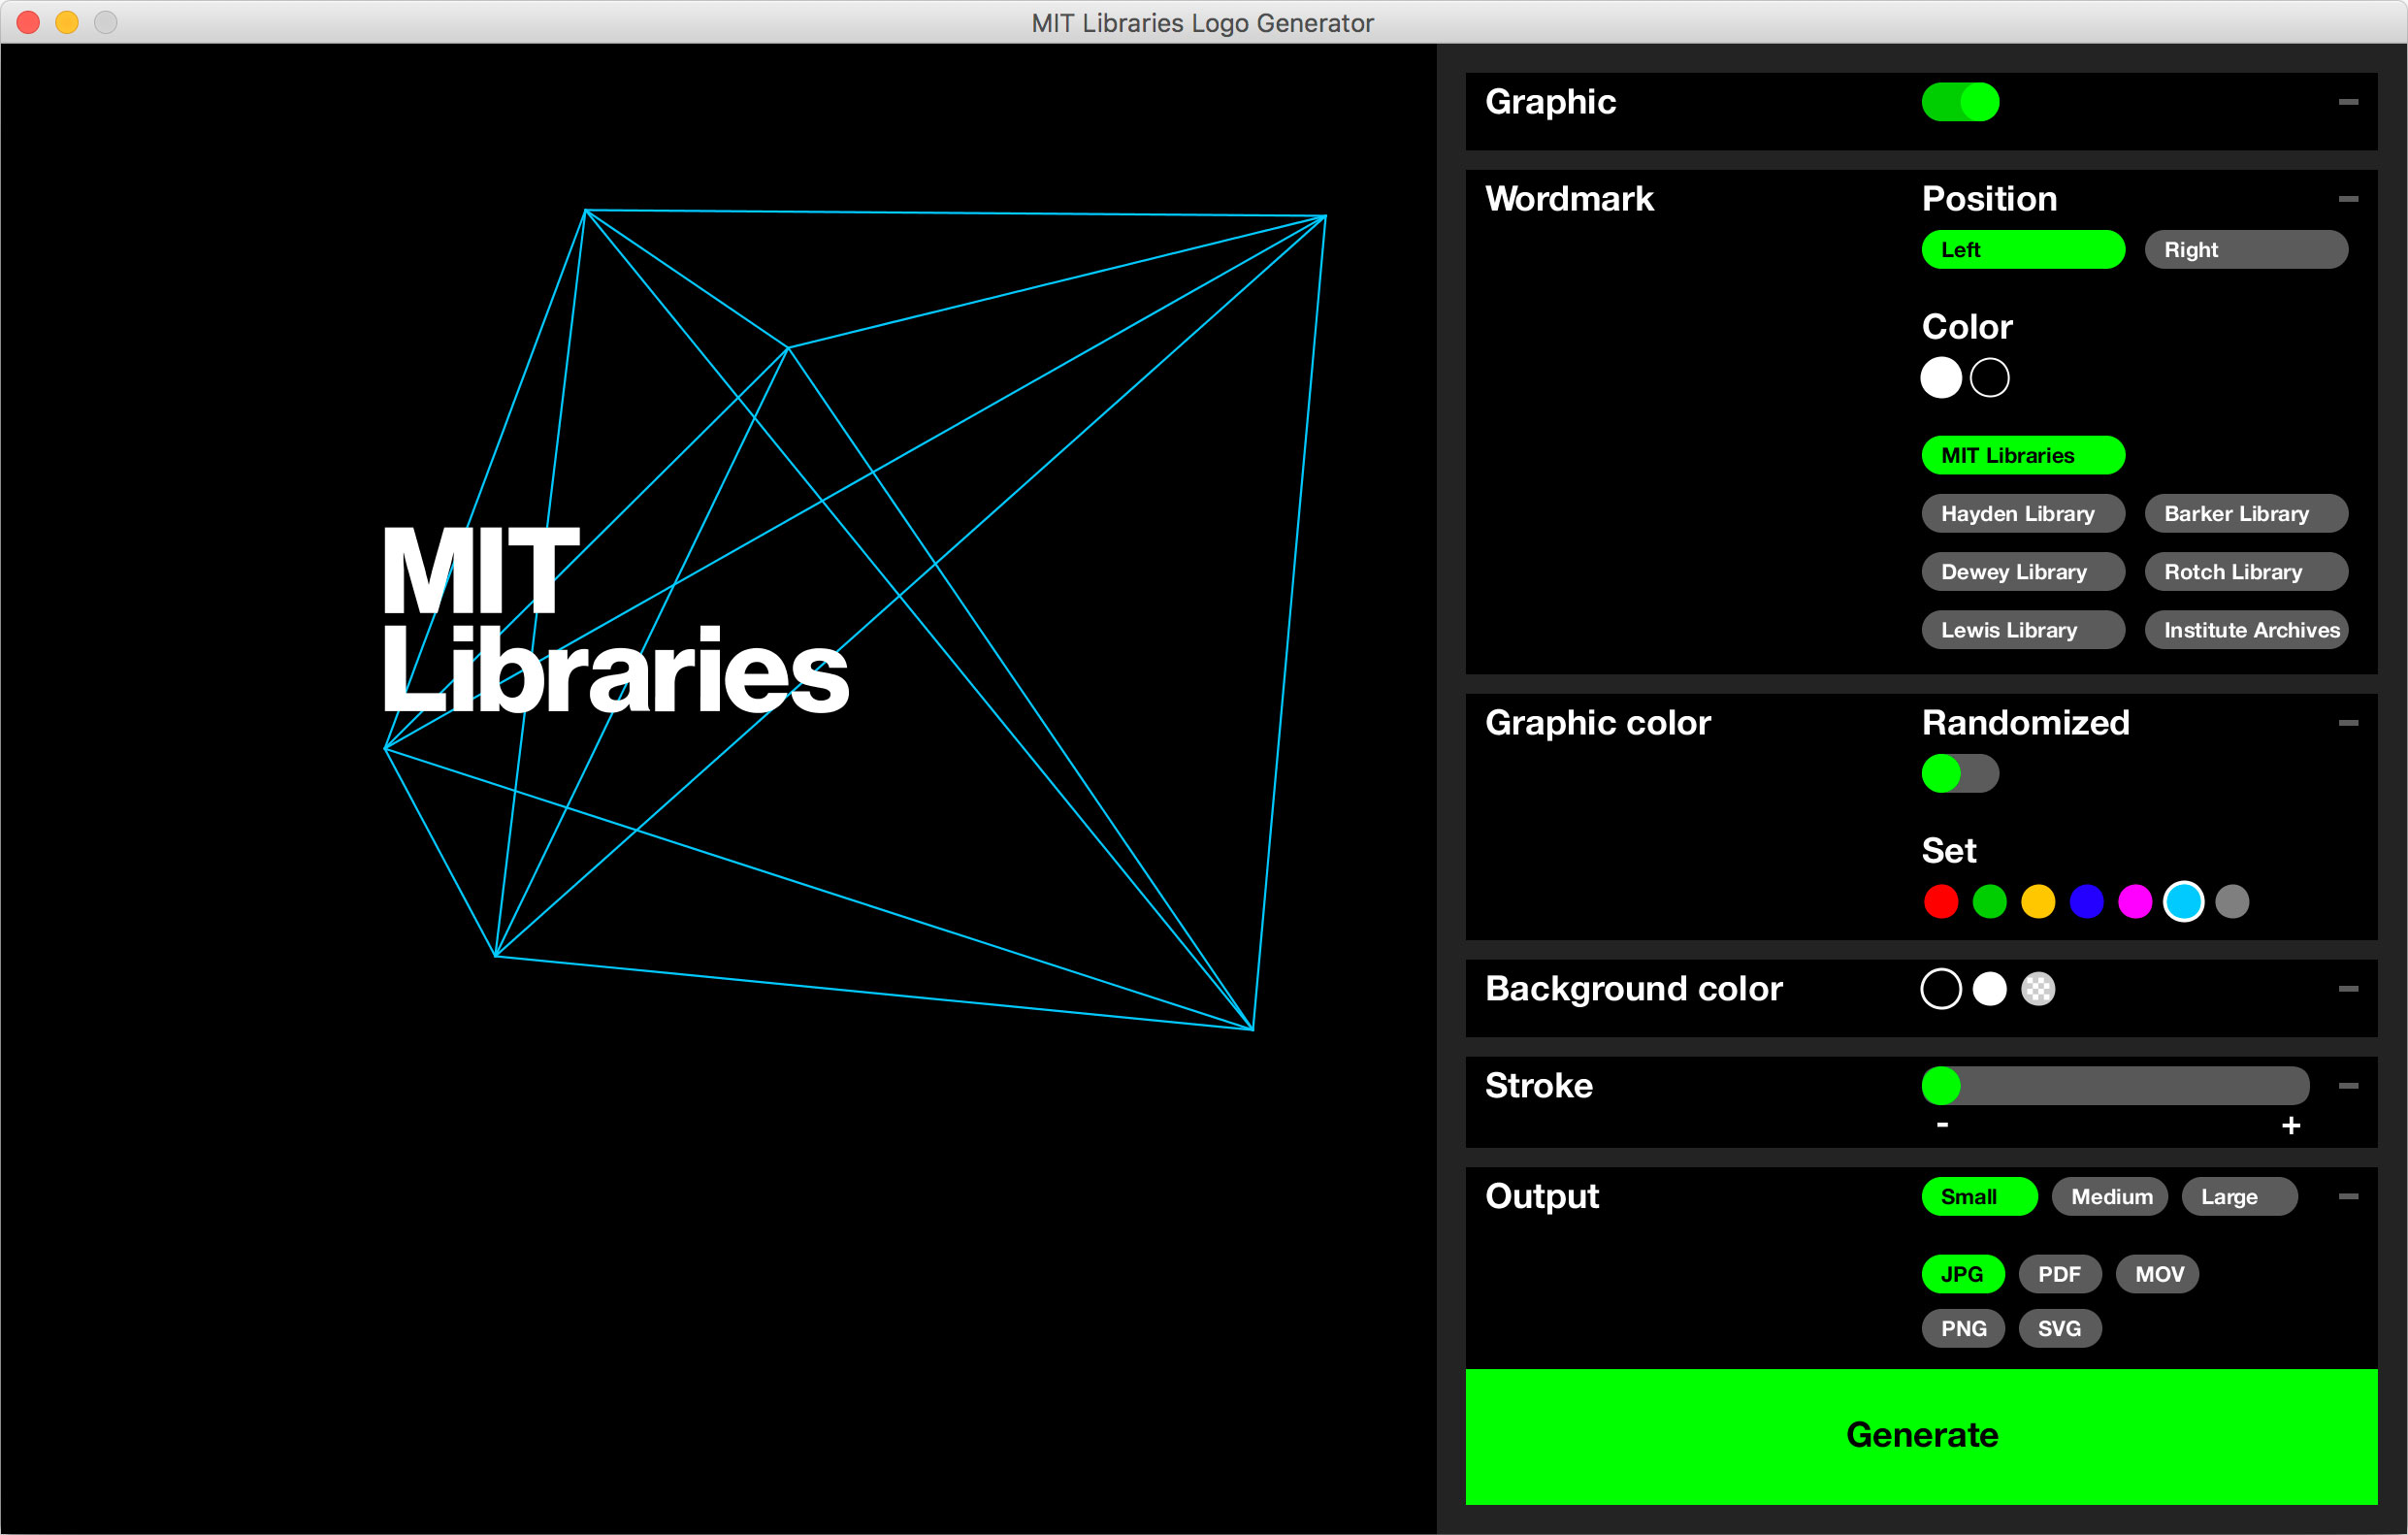 MIT Libraries Logo Generator
MIT
Libraries
Graphic
Wordmark
Position
Left Right
Color
MIT Libraries
Hayden Library Barker Library
Dewey Library Rotch Library
Lewis Library Institute Archives
Graphic color
Randomized
Set
Background color
Stroke
- +
Output
Small Medium Large
JPG PDF MOV
PNG SVG
Generate